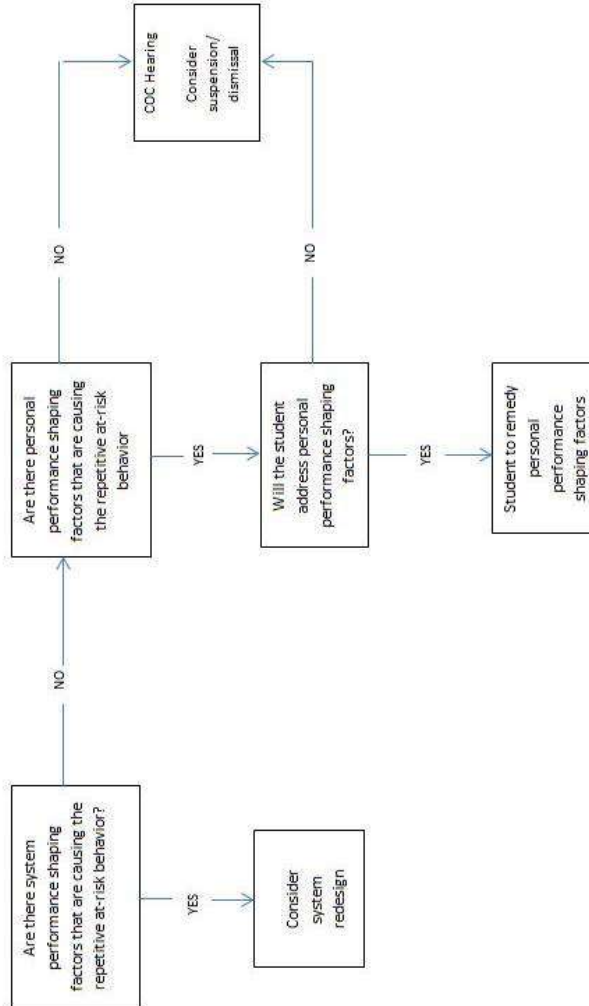 Are there system
performance shaping
factors that are causing the
repetitive at-risk behavior?
YES
Consider
system
redesign
NO
Are there personal
performance shaping
factors that are causing
the repetitive at-risk
behavior
YES
Will the student
address personal
performance shaping
factors?
YES
Student to remedy
personal
performance
shaping factors
NO
NO
COC Hearing
Consider
suspension/
dismissal